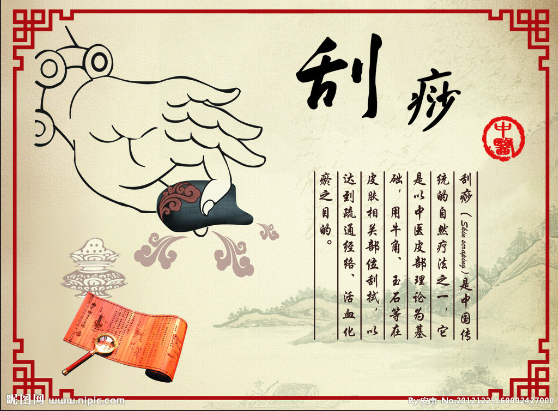 刮痧
中醫
刮痧（Skin scraping）是中国传
统的自然疗法之一，它
是以中医皮部理论为基
础，用牛角、玉石等在
皮肤相关部位刮拭，以
达到疏通经络、活血化
瘀之目的。
昵图网 www.nipic.com